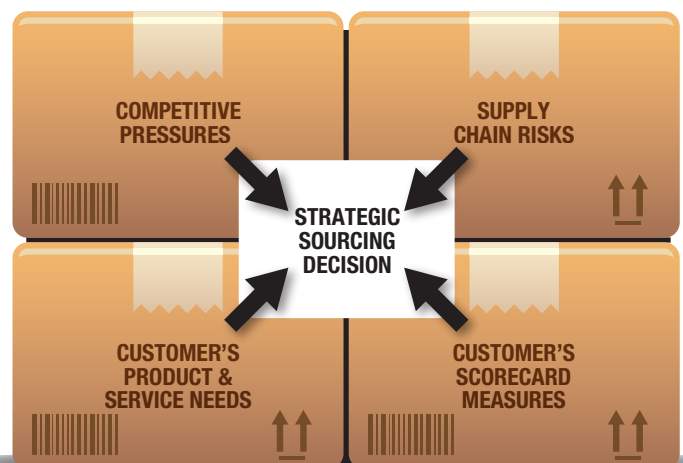 COMPETITIVE
PRESSURES
SUPPLY
CHAIN RISKS
STRATEGIC
SOURCING
DECISION
CUSTOMER’S
PRODUCT &
SERVICE NEEDS
CUSTOMER’S
SCORECARD
MEASURES